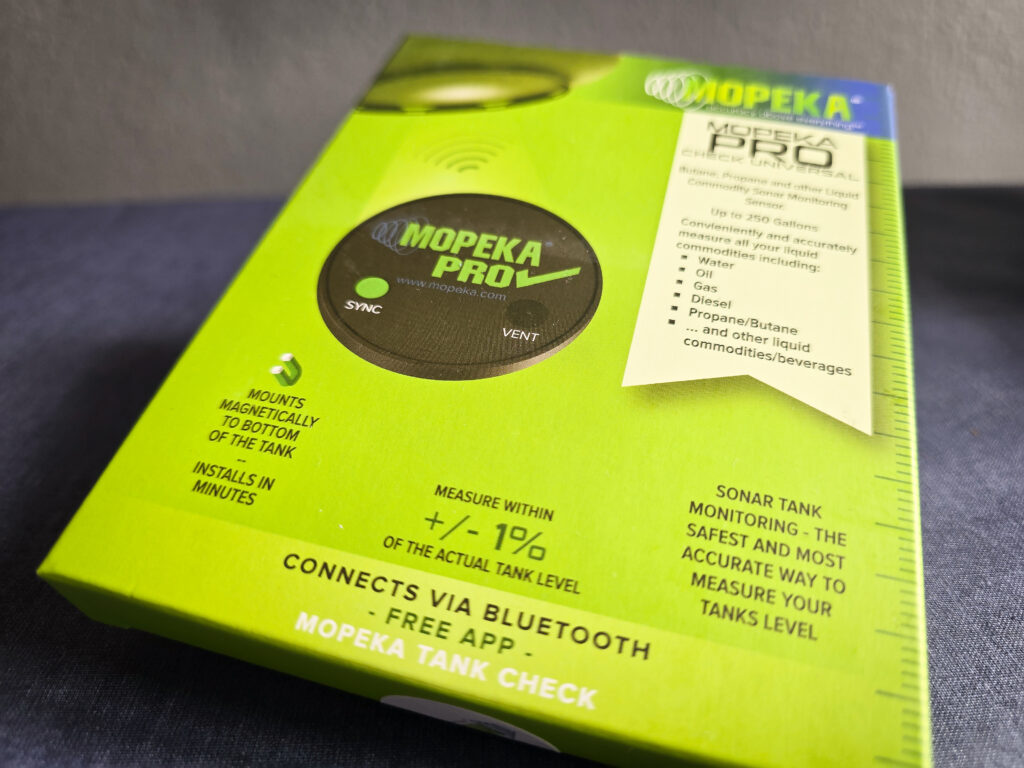 MOPEKA
MOPEKA
PRO
CHECK UNIVERSAL
Butane, Propane and other Liquid
Commodity Sonar Monitoring
Sensor.
Up to 250 Gallons
Convieniently and accurately
measure all your liquid
commodities including:
Water
Oil
Gas
Diesel
Propane/Butane
... and other liquid
commodities/beverages
MOPEKA
PRO
www.mopeka.com
SYNC
VENT
MOUNTS
MAGNETICALLY
TO BOTTOM
OF THE TANK
--
INSTALLS IN
MINUTES
MEASURE WITHIN
+/- 1%
OF THE ACTUAL TANK LEVEL
SONAR TANK
MONITORING - THE
SAFEST AND MOST
ACCURATE WAY TO
MEASURE YOUR
TANKS LEVEL
CONNECTS VIA BLUETOOTH
- FREE APP -
MOPEKA TANK CHECK